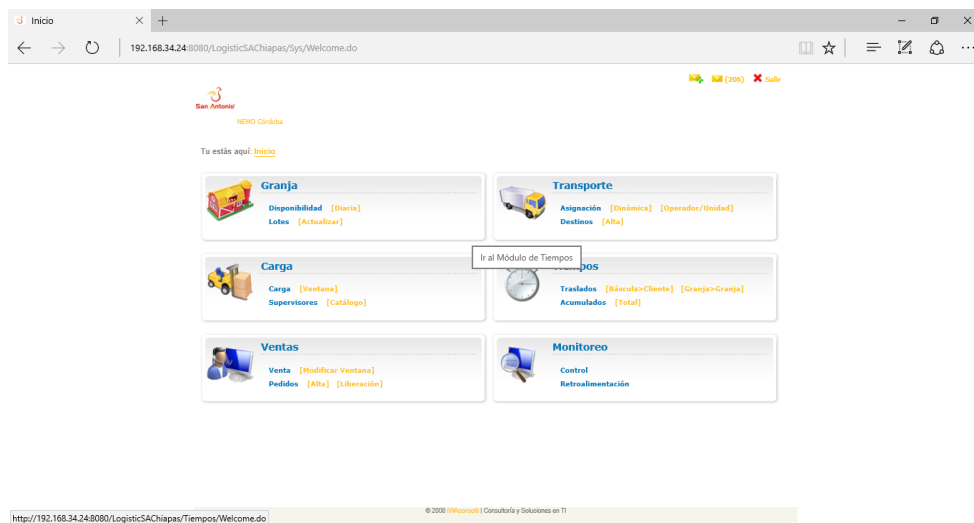 Inicio
192.168.34.24:8080/LogisticSAChiapas/Sys/Welcome.do
(206) Salir
San Antonio
NEMO Córdoba
Tu estás aquí: Inicio
Granja
Disponibilidad [Diaria]
Lotes [Actualizar]
Transporte
Asignación [Dinámica] [Operador/Unidad]
Destinos [Alta]
Ir al Módulo de Tiempos
Carga
Carga [Ventana]
Supervisores [Catálogo]
Traslados [Báscula>Cliente] [Granja>Granja]
Acumulados [Total]
Ventas
Venta [Modificar Ventana]
Pedidos [Alta] [Liberación]
Monitoreo
Control
Retroalimentación
© 2008 | Consultoría y Soluciones en TI
http://192.168.34.24:8080/LogisticSAChiapas/Tiempos/Welcome.do